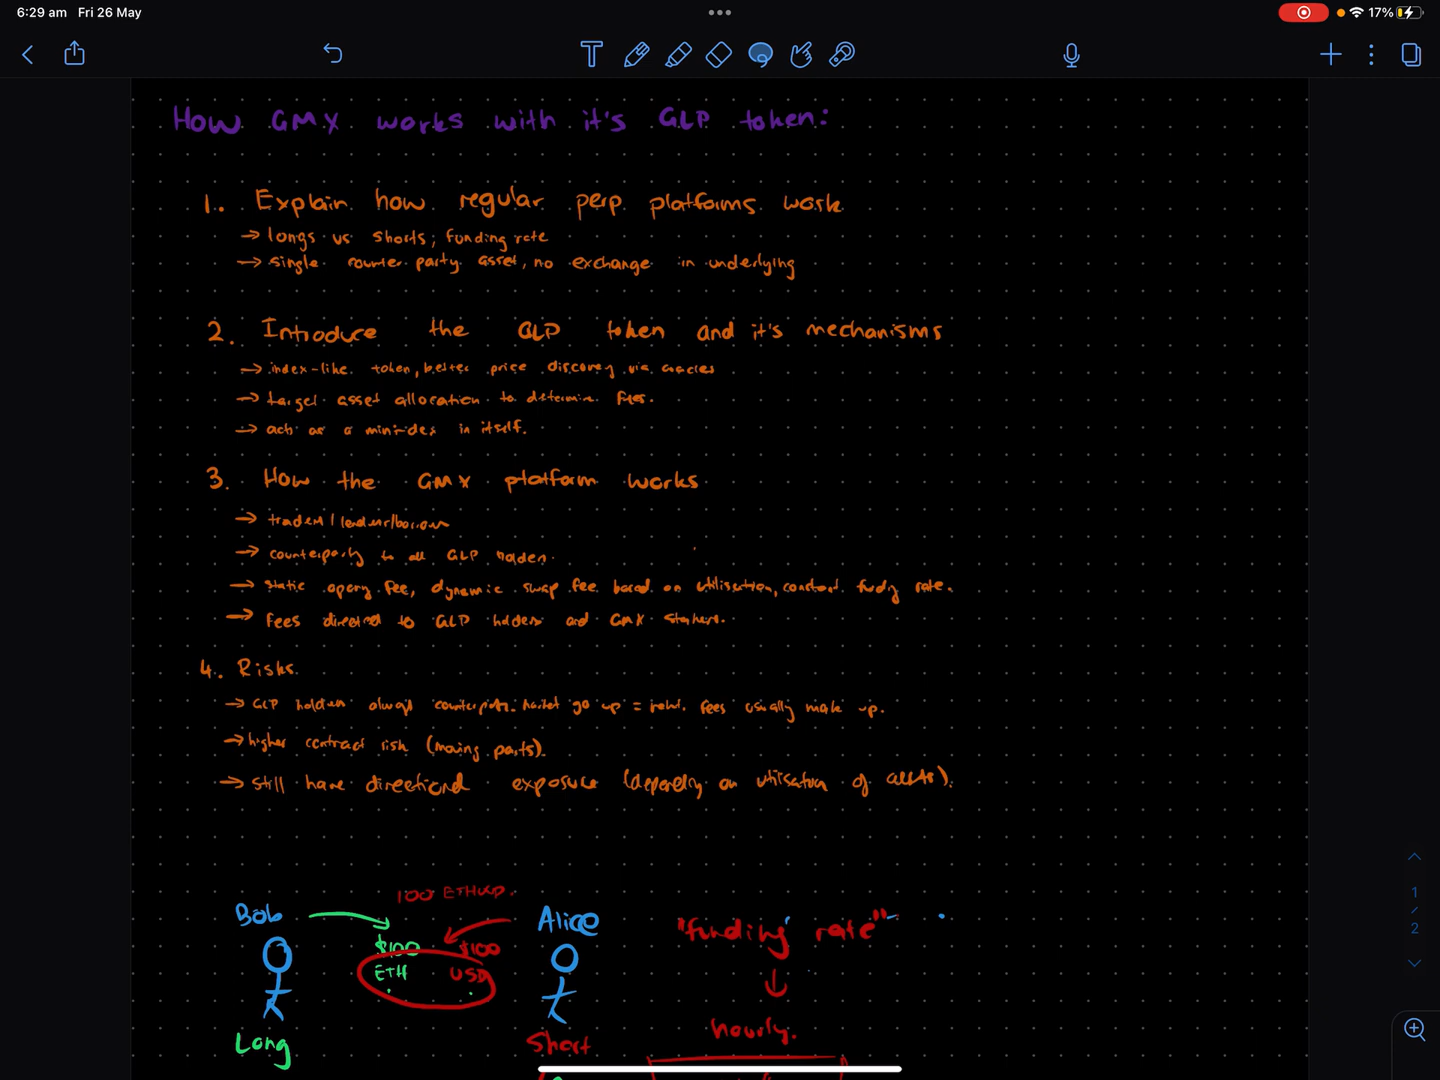 6:29 am Fri 26 May
17%
How GMX works with it's GLP token:
1. Explain how regular perp platforms work
→ longs vs shorts; funding rate
→ single counter party asset, no exchange in underlying
2. Introduce the GLP token and it's mechanisms
→ index-like token, better price discovery via oracles
→ target asset allocation to determine fees.
→ acts as a mini-dex in itself.
3. How the GMX platform works
→ traders / lender/borrow
→ counterparty to all GLP holders.
→ static opening fee, dynamic swap fee based on utilisation, constant funding rate.
→ Fees directed to GLP holders and GMX stakers.
4. Risks
→ GLP holders always counterparty. market go up = rekt. fees usually make up.
→ higher contract risk (moving parts).
→ still have directional exposure (depending on utilisation of assets).
100 ETHUSD.
Bob
Alice
"funding rate"
$100
$100
ETH
USD
hourly.
Long
Short
1
/
2